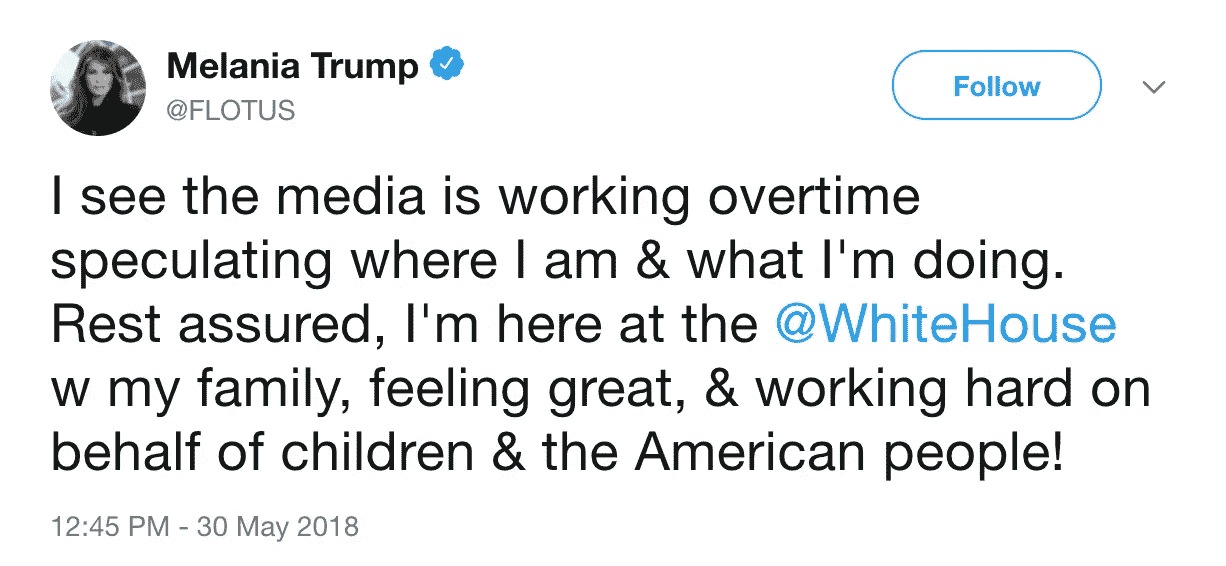 Melania Trump
@FLOTUS
Follow
I see the media is working overtime
speculating where I am & what I'm doing.
Rest assured, I'm here at the @WhiteHouse
w my family, feeling great, & working hard on
behalf of children & the American people!
12:45 PM - 30 May 2018